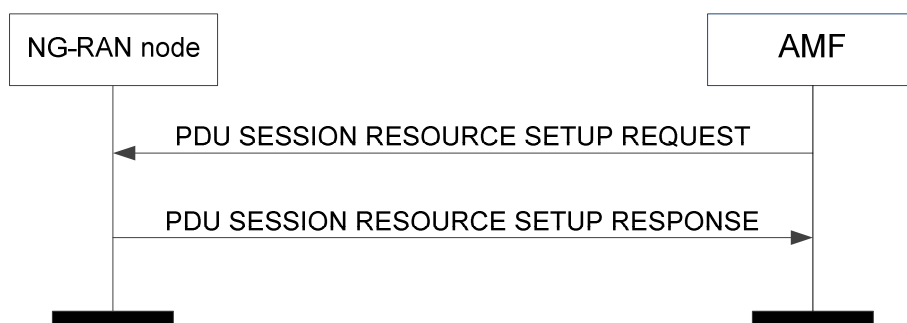 NG-RAN node
AMF
PDU SESSION RESOURCE SETUP REQUEST
PDU SESSION RESOURCE SETUP RESPONSE